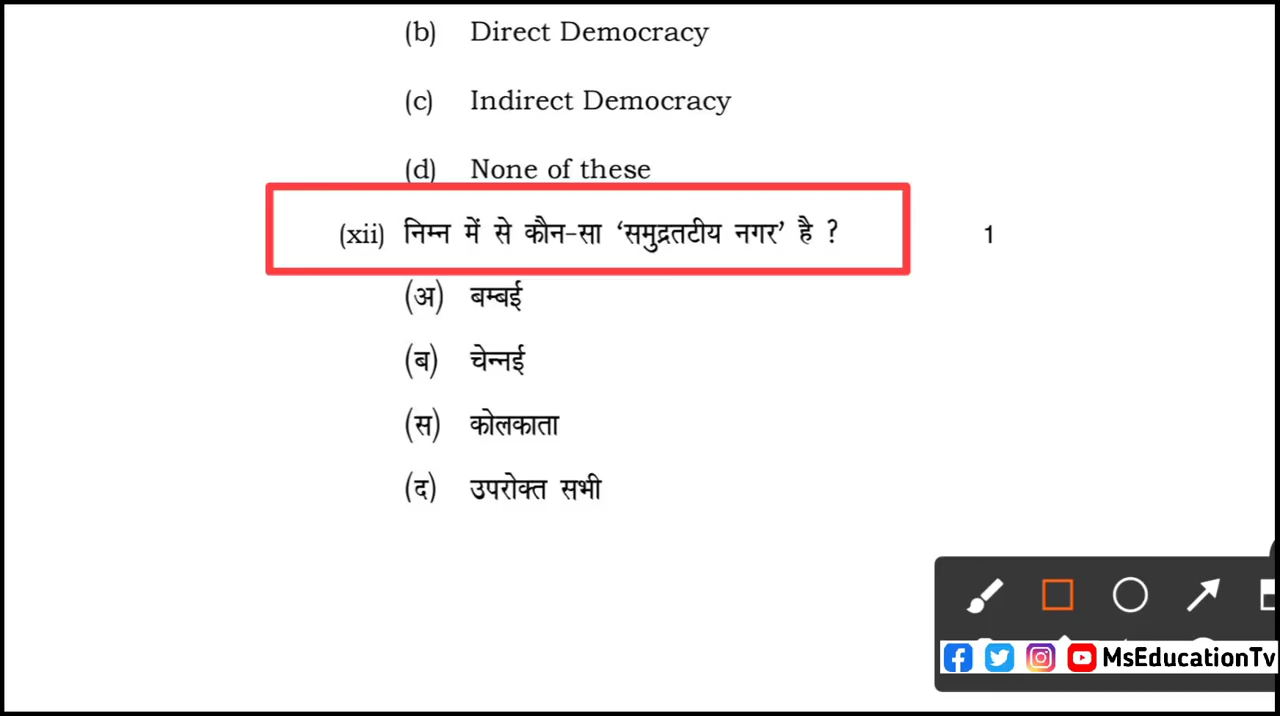 (b) Direct Democracy
(c) Indirect Democracy
(d) None of these
(xii) निम्न में से कौन-सा ‘समुद्रतटीय नगर’ है ? 1
(अ) बम्बई
(ब) चेन्नई
(स) कोलकाता
(द) उपरोक्त सभी
MsEducationTv